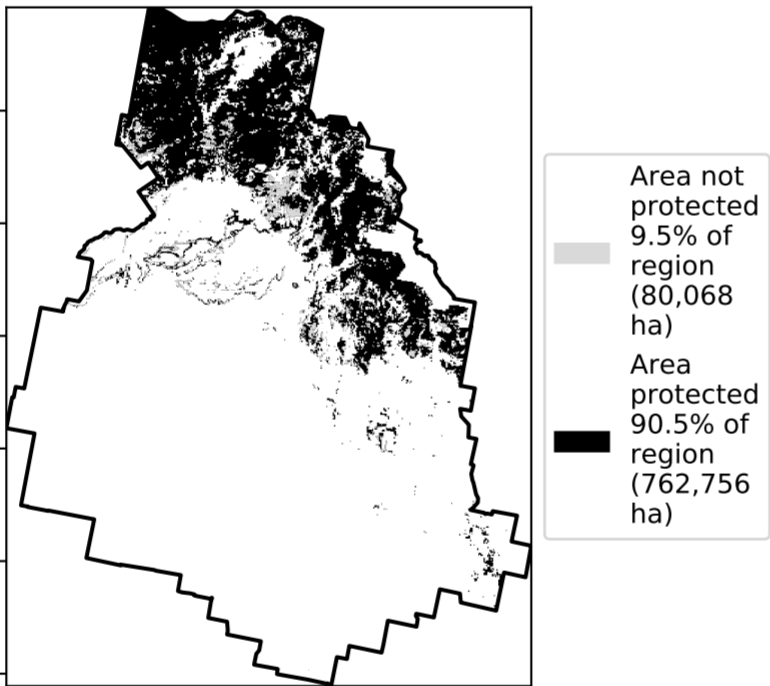 Area not
protected
9.5% of
region
(80,068
ha)
Area
protected
90.5% of
region
(762,756
ha)